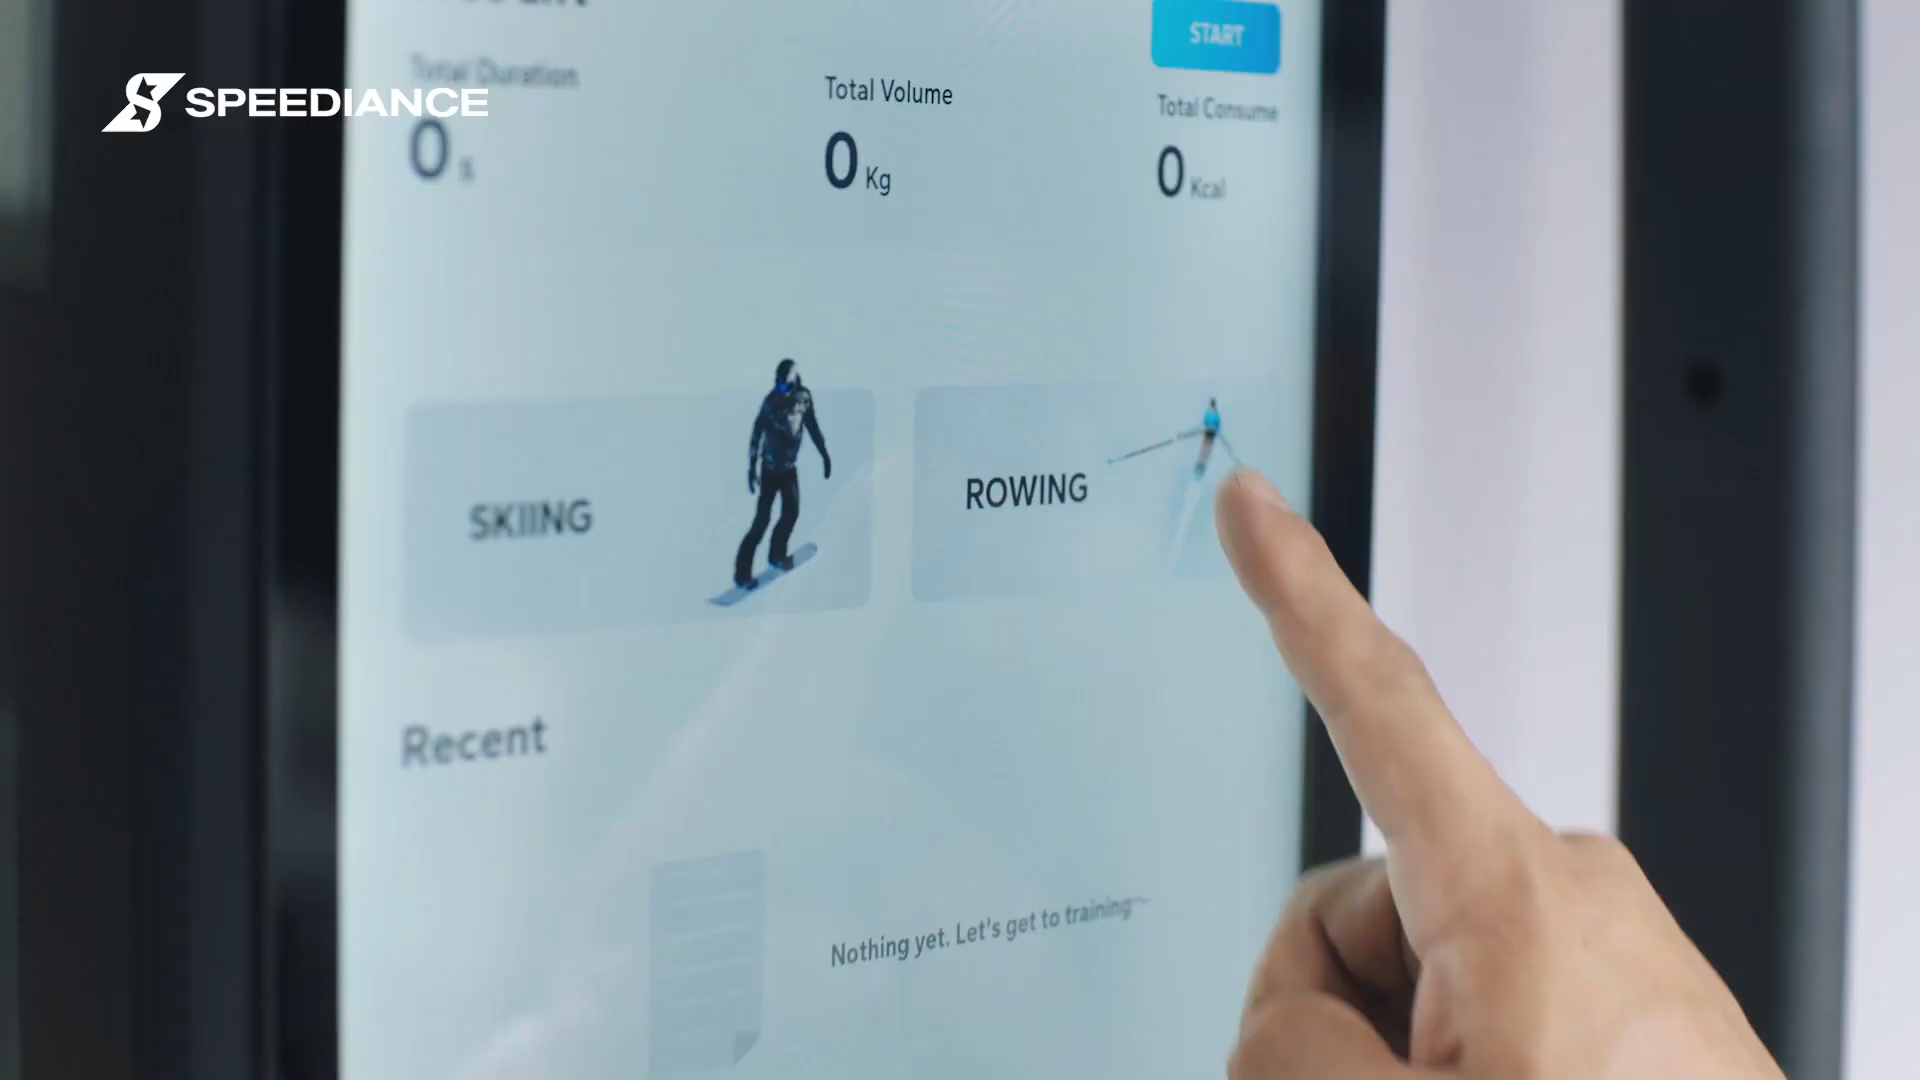 SPEEDIANCE
START
Total Duration
0 s
Total Volume
0 Kg
Total Consume
0 Kcal
SKIING
ROWING
Recent
Nothing yet. Let's get to training~